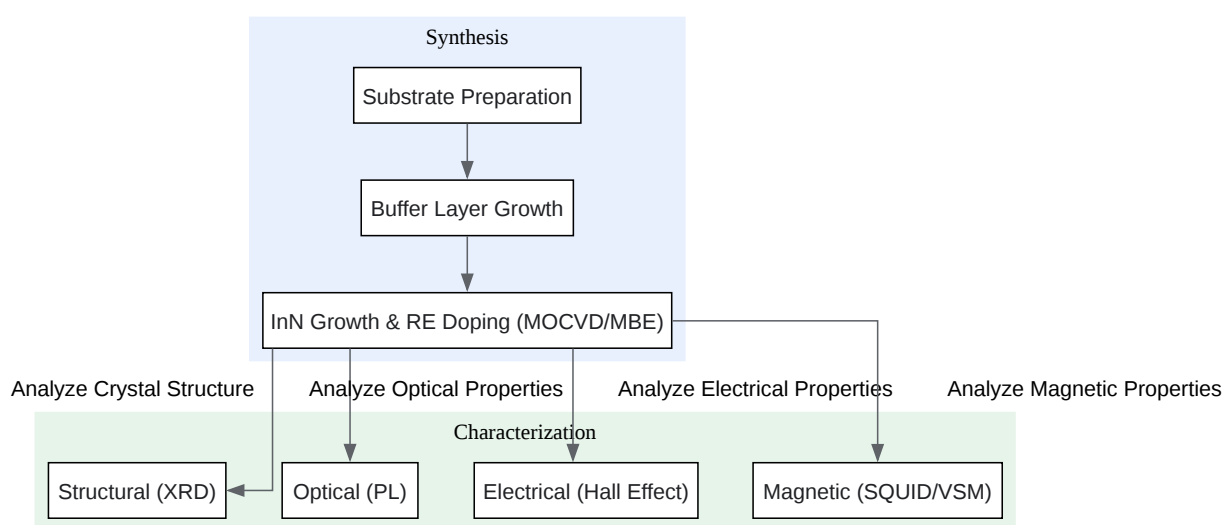 Synthesis
Substrate Preparation
Buffer Layer Growth
InN Growth & RE Doping (MOCVD/MBE)
Analyze Crystal Structure
Analyze Optical Properties
Analyze Electrical Properties
Analyze Magnetic Properties
Characterization
Structural (XRD)
Optical (PL)
Electrical (Hall Effect)
Magnetic (SQUID/VSM)